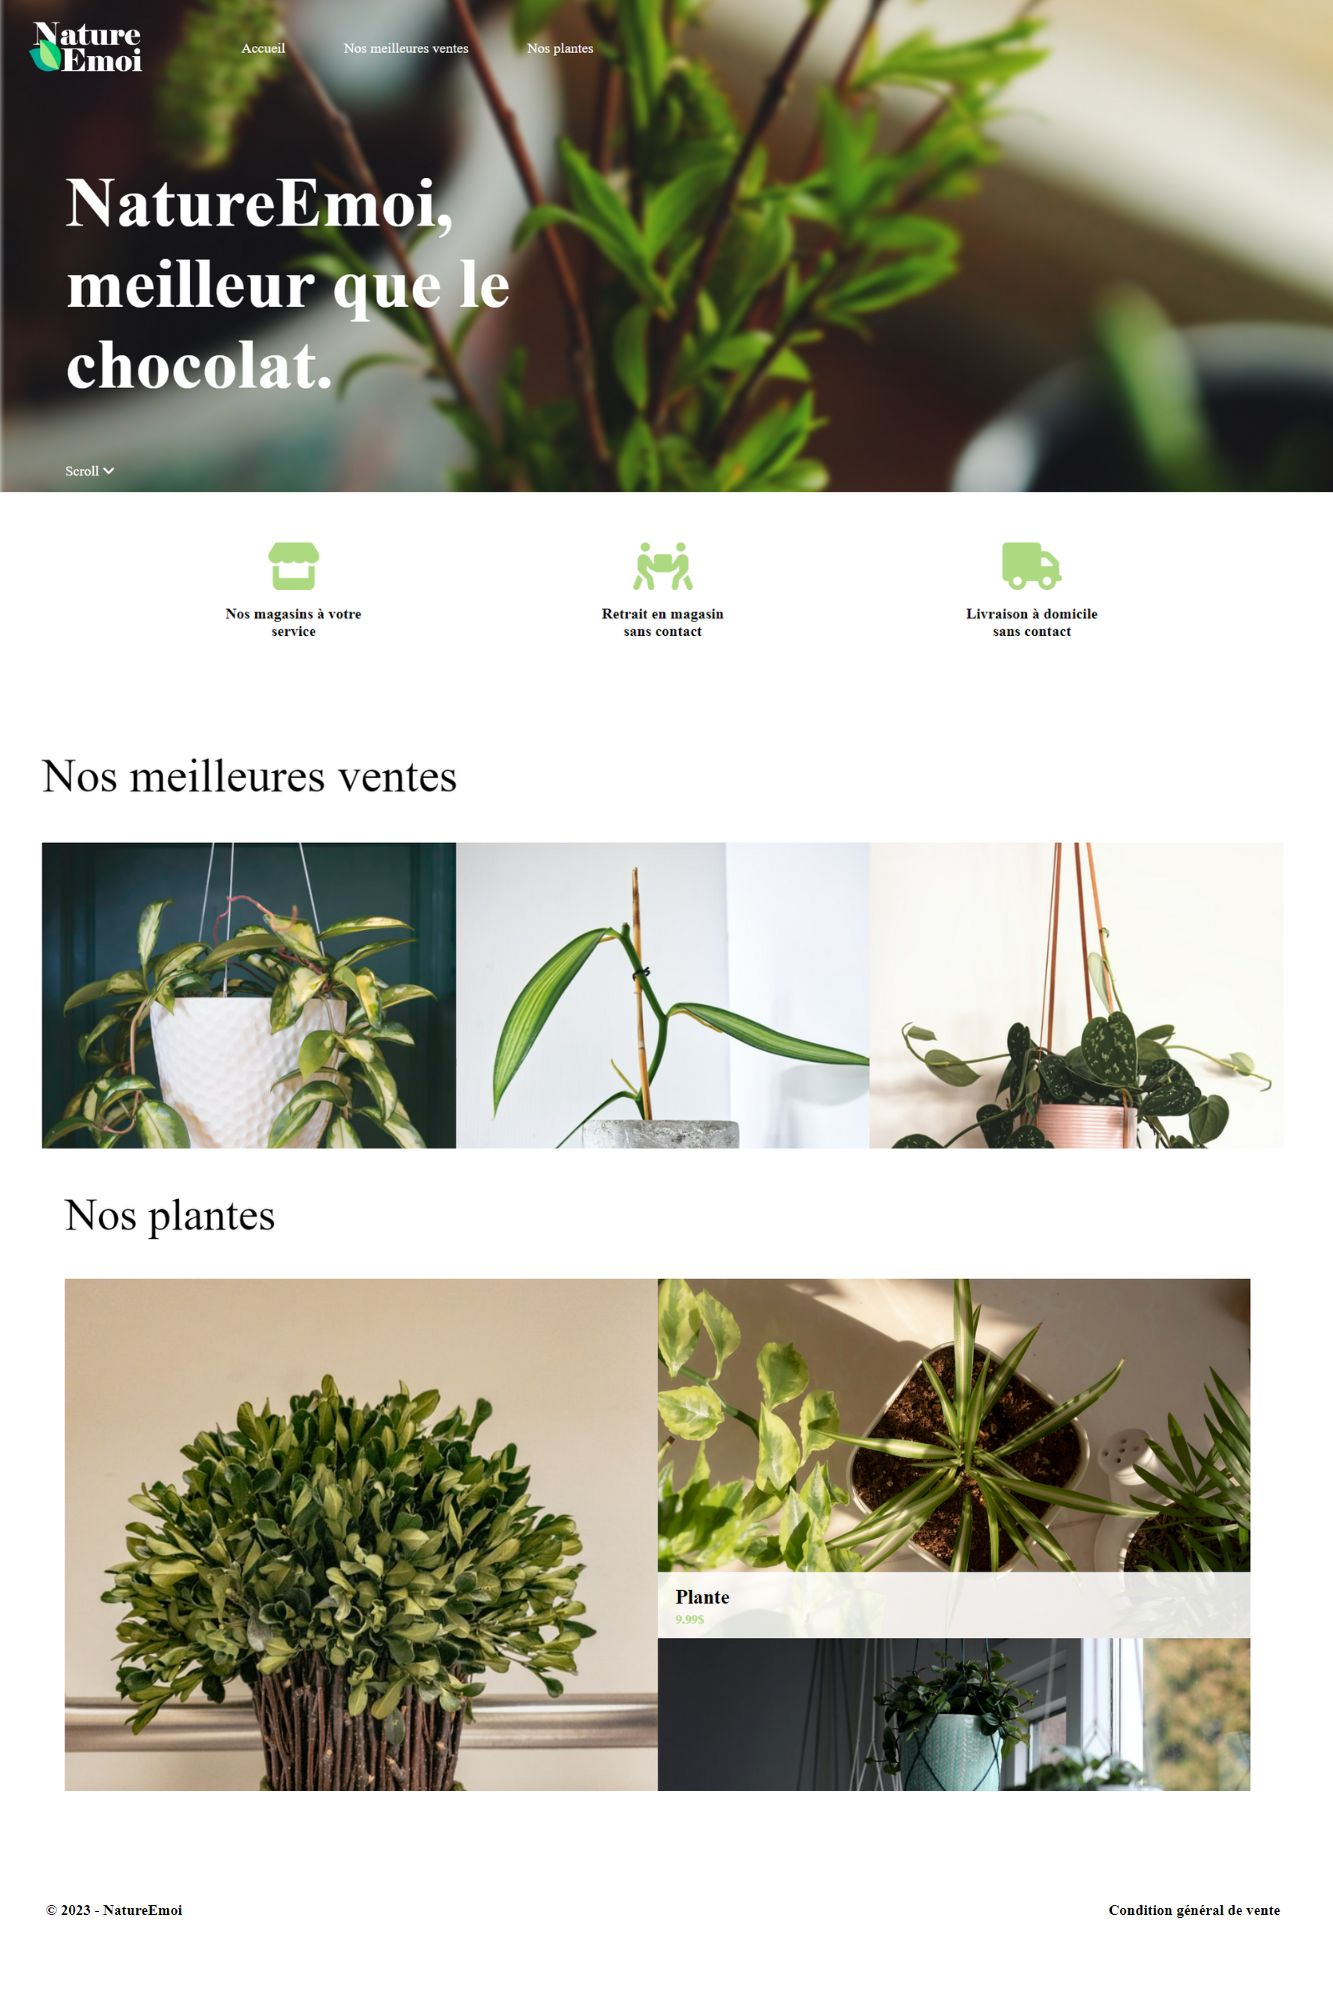 Nature
Emoi
Accueil
Nos meilleures ventes
Nos plantes
NatureEmoi,
meilleur que le
chocolat.
Scroll
Nos magasins à votre
service
Retrait en magasin
sans contact
Livraison à domicile
sans contact
Nos meilleures ventes
Nos plantes
Plante
9.99$
© 2023 - NatureEmoi
Condition général de vente